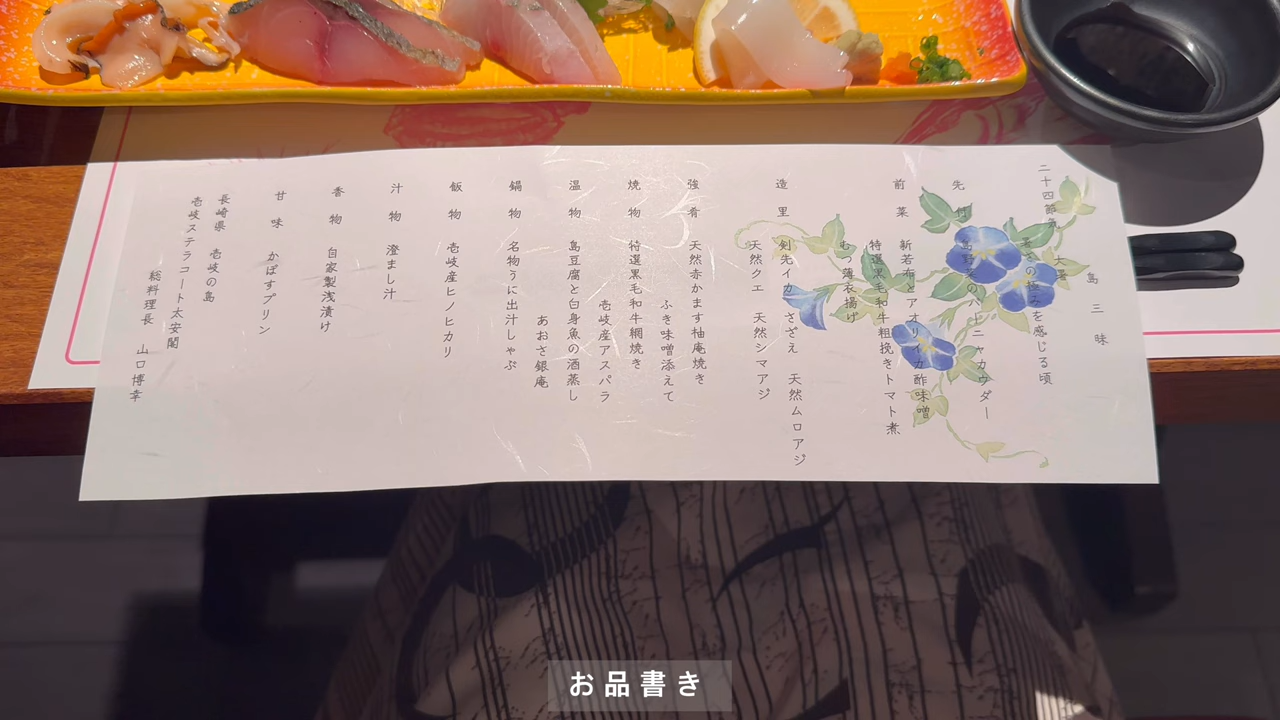 島三味
二十四節気 大暑
暑さの極みを感じる頃
先付 島野菜のバーニャカウダー
前菜 新若布とアオリイカ酢味噌
特選黒毛和牛粗挽きトマト煮
もつ薄衣揚げ
造里 剣先イカ さざえ 天然ムロアジ
天然クエ 天然シマアジ
強肴 天然赤かます柚庵焼き
ふき味噌添えて
焼物 特選黒毛和牛網焼き
壱岐産アスパラ
温物 島豆腐と白身魚の酒蒸し
あおさ銀庵
鍋物 名物うに出汁しゃぶ
飯物 壱岐産ヒノヒカリ
汁物 澄まし汁
香物 自家製浅漬け
甘味 かぼすプリン
長崎県 壱岐の島
壱岐ステラコート太安閣
総料理長 山口博幸
お品書き